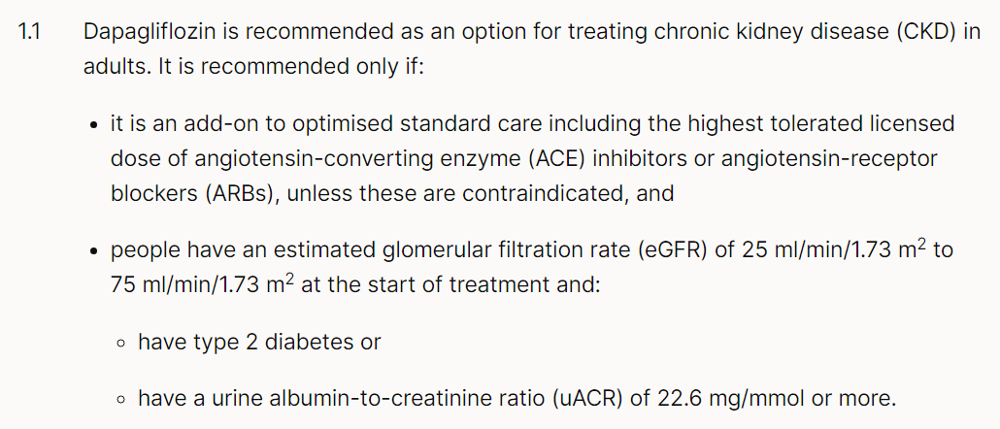 1.1 Dapagliflozin is recommended as an option for treating chronic kidney disease (CKD) in
adults. It is recommended only if:
• it is an add-on to optimised standard care including the highest tolerated licensed
dose of angiotensin-converting enzyme (ACE) inhibitors or angiotensin-receptor
blockers (ARBs), unless these are contraindicated, and
• people have an estimated glomerular filtration rate (eGFR) of 25 ml/min/1.73 m² to
75 ml/min/1.73 m² at the start of treatment and:
◦ have type 2 diabetes or
◦ have a urine albumin-to-creatinine ratio (uACR) of 22.6 mg/mmol or more.